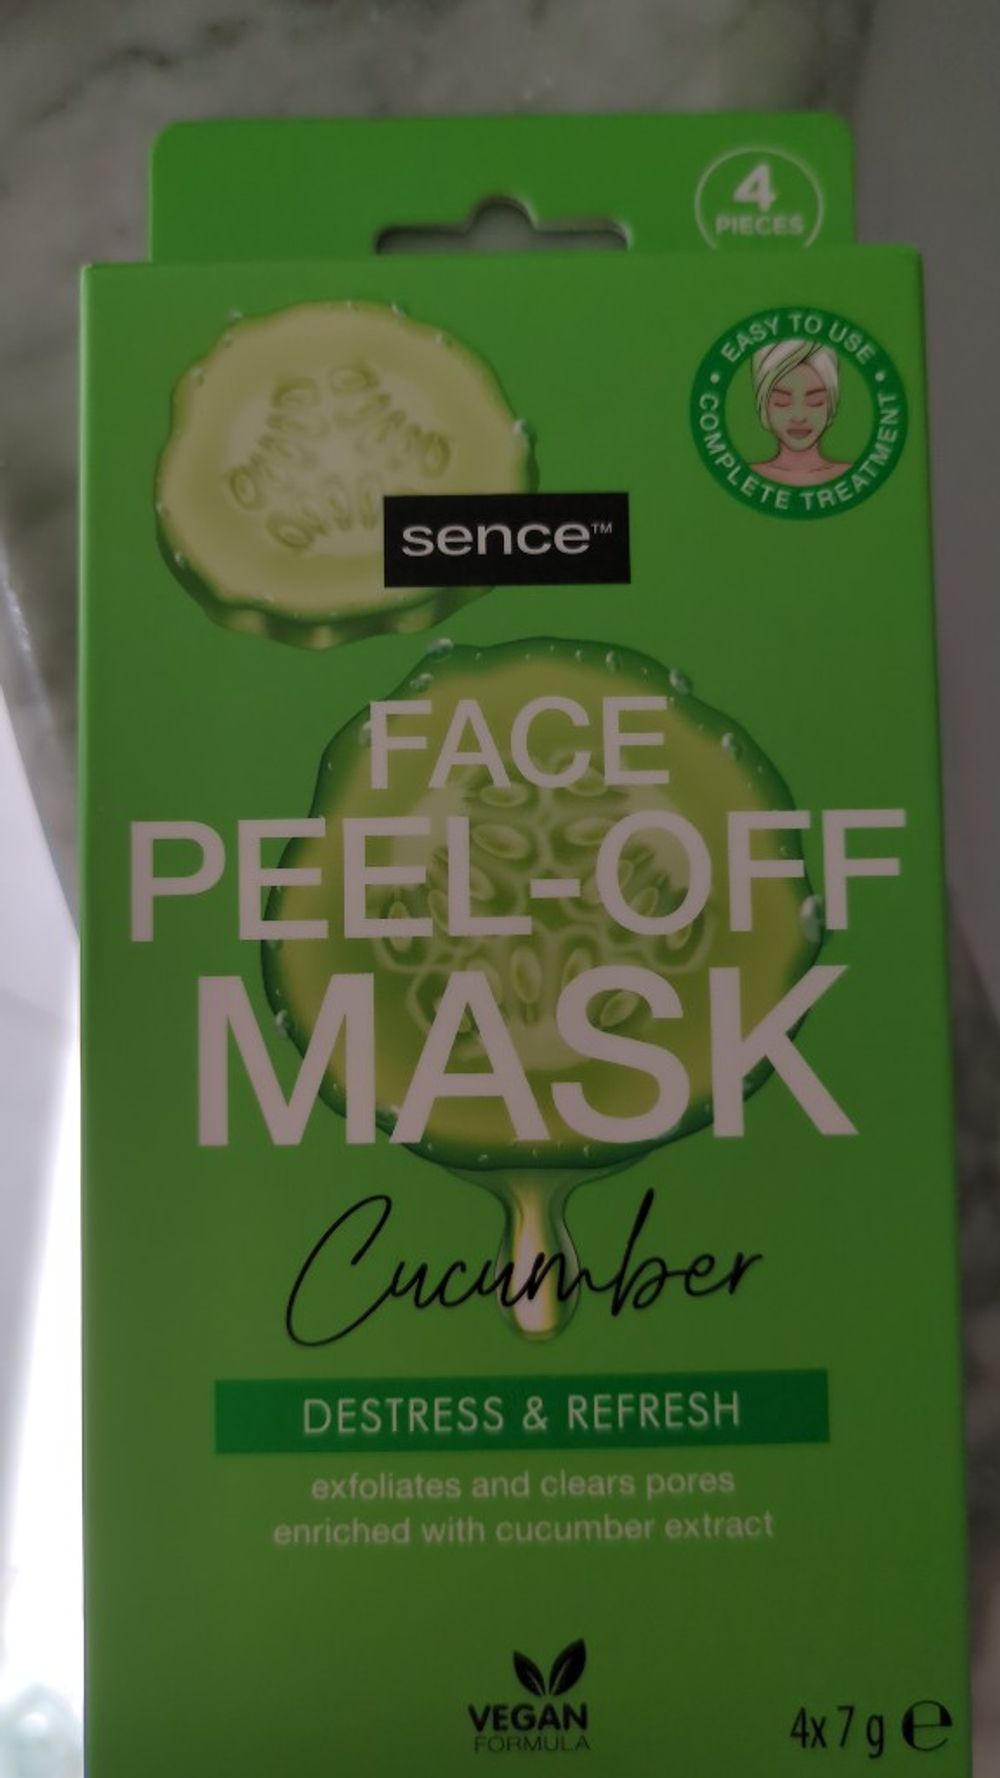 4
PIECES
EASY TO USE
• COMPLETE TREATMENT •
sence™
FACE
PEEL-OFF
MASK
Cucumber
DESTRESS & REFRESH
exfoliates and clears pores
enriched with cucumber extract
VEGAN
FORMULA
4x 7 g ℮